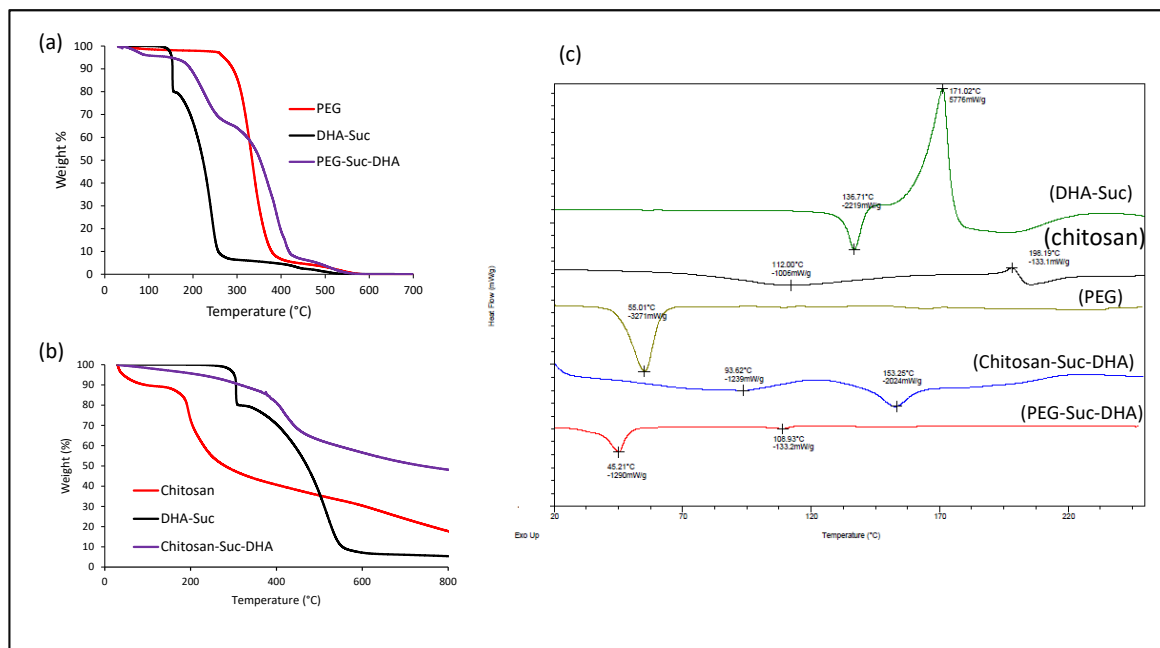 (a)
100
90
80
70
60
50
40
30
20
10
0
Weight %
PEG
DHA-Suc
PEG-Suc-DHA
0 100 200 300 400 500 600 700
Temperature (°C)
(b)
100
90
80
70
60
50
40
30
20
10
0
Weight (%)
Chitosan
DHA-Suc
Chitosan-Suc-DHA
0 200 400 600 800
Temperature (°C)
(c)
171.02°C
5776mW/g
136.71°C
-2219mW/g
(DHA-Suc)
(chitosan)
198.19°C
-133.1mW/g
112.00°C
-1006mW/g
(PEG)
55.01°C
-3271mW/g
(Chitosan-Suc-DHA)
93.62°C
-1239mW/g
153.25°C
-2024mW/g
(PEG-Suc-DHA)
108.93°C
-133.2mW/g
45.21°C
-1290mW/g
Heat Flow (mW/g)
20 70 120 170 220
Exo Up
Temperature (°C)